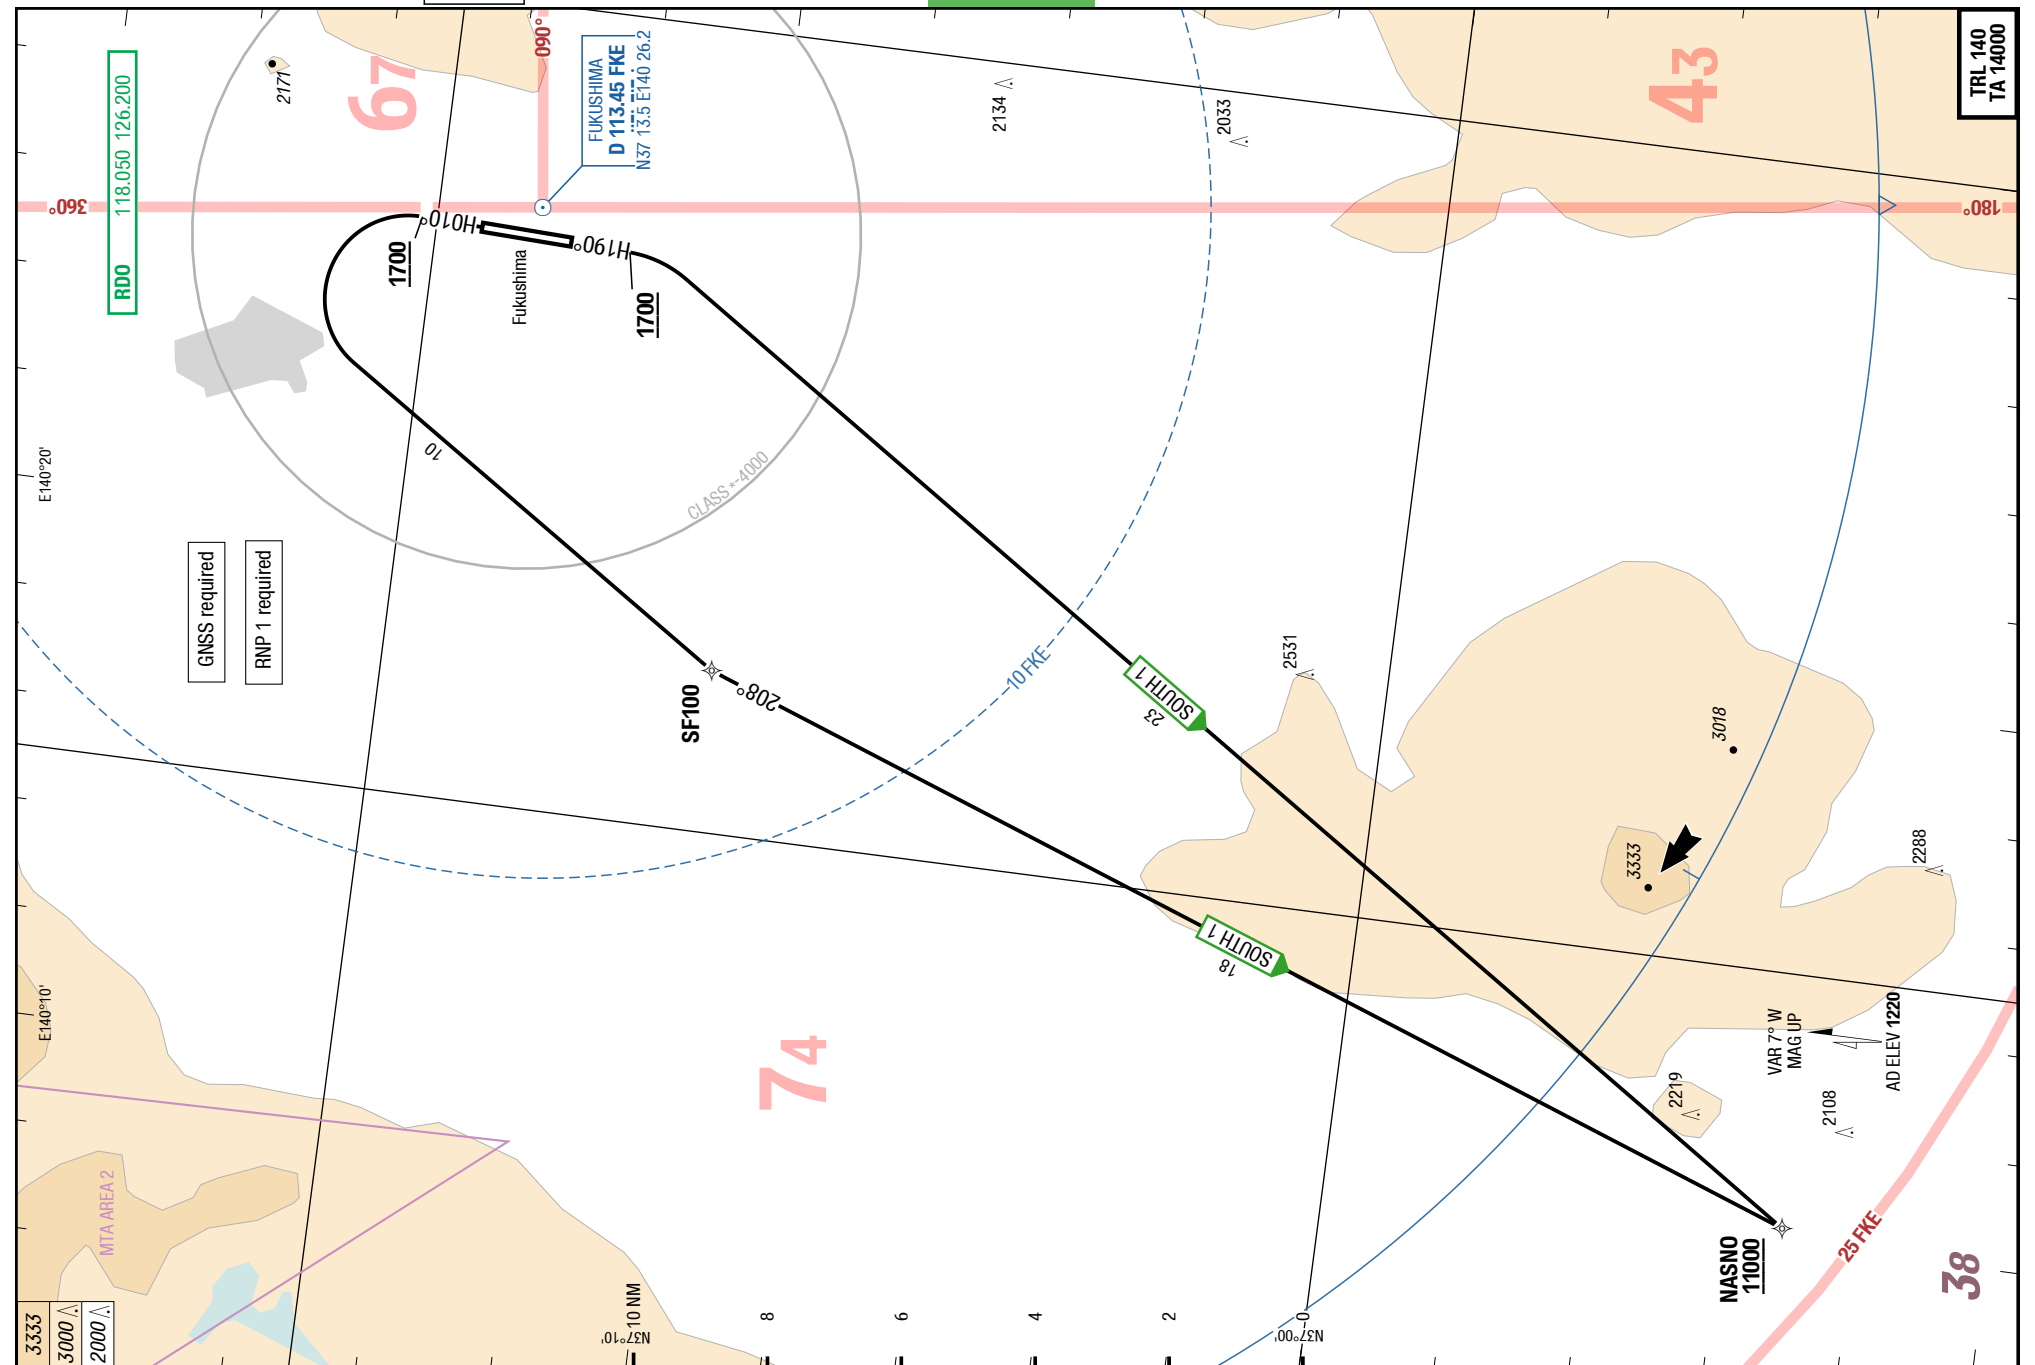 RDO 118.050 126.200
GNSS required
RNP 1 required
2171
67
090°
360°
FUKUSHIMA
D 113.45 FKE
N37 13.5 E140 26.2
H010°
1700
Fukushima
H190°
1700
2134
2033
43
TRL 140
TA 14000
180°
CLASS *-4000
10
E140°20'
SF100
208°
10 FKE
SOUTH 1
23
2531
3018
3333
2288
SOUTH 1
18
E140°10'
74
MTA AREA 2
VAR 7° W
MAG UP
AD ELEV 1220
2219
2108
NASNO
11000
25 FKE
38
3333
3000
2000
10 NM
8
6
4
2
0
N37°10'
N37°00'